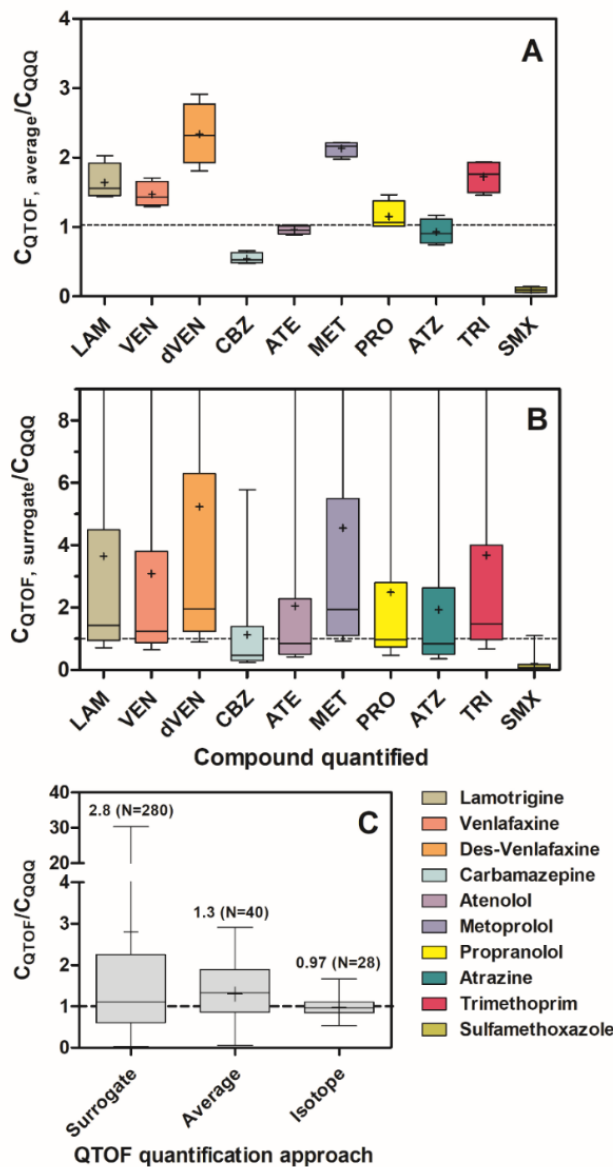 A
C_QTOF, average/C_QQQ
4
3
2
1
0
LAM VEN dVEN CBZ ATE MET PRO ATZ TRI SMX
B
C_QTOF, surrogate/C_QQQ
8
6
4
2
0
LAM VEN dVEN CBZ ATE MET PRO ATZ TRI SMX
Compound quantified
C
C_QTOF/C_QQQ
40
30
20
4
3
2
1
0
2.8 (N=280)
1.3 (N=40)
0.97 (N=28)
Surrogate Average Isotope
QTOF quantification approach
Lamotrigine
Venlafaxine
Des-Venlafaxine
Carbamazepine
Atenolol
Metoprolol
Propranolol
Atrazine
Trimethoprim
Sulfamethoxazole